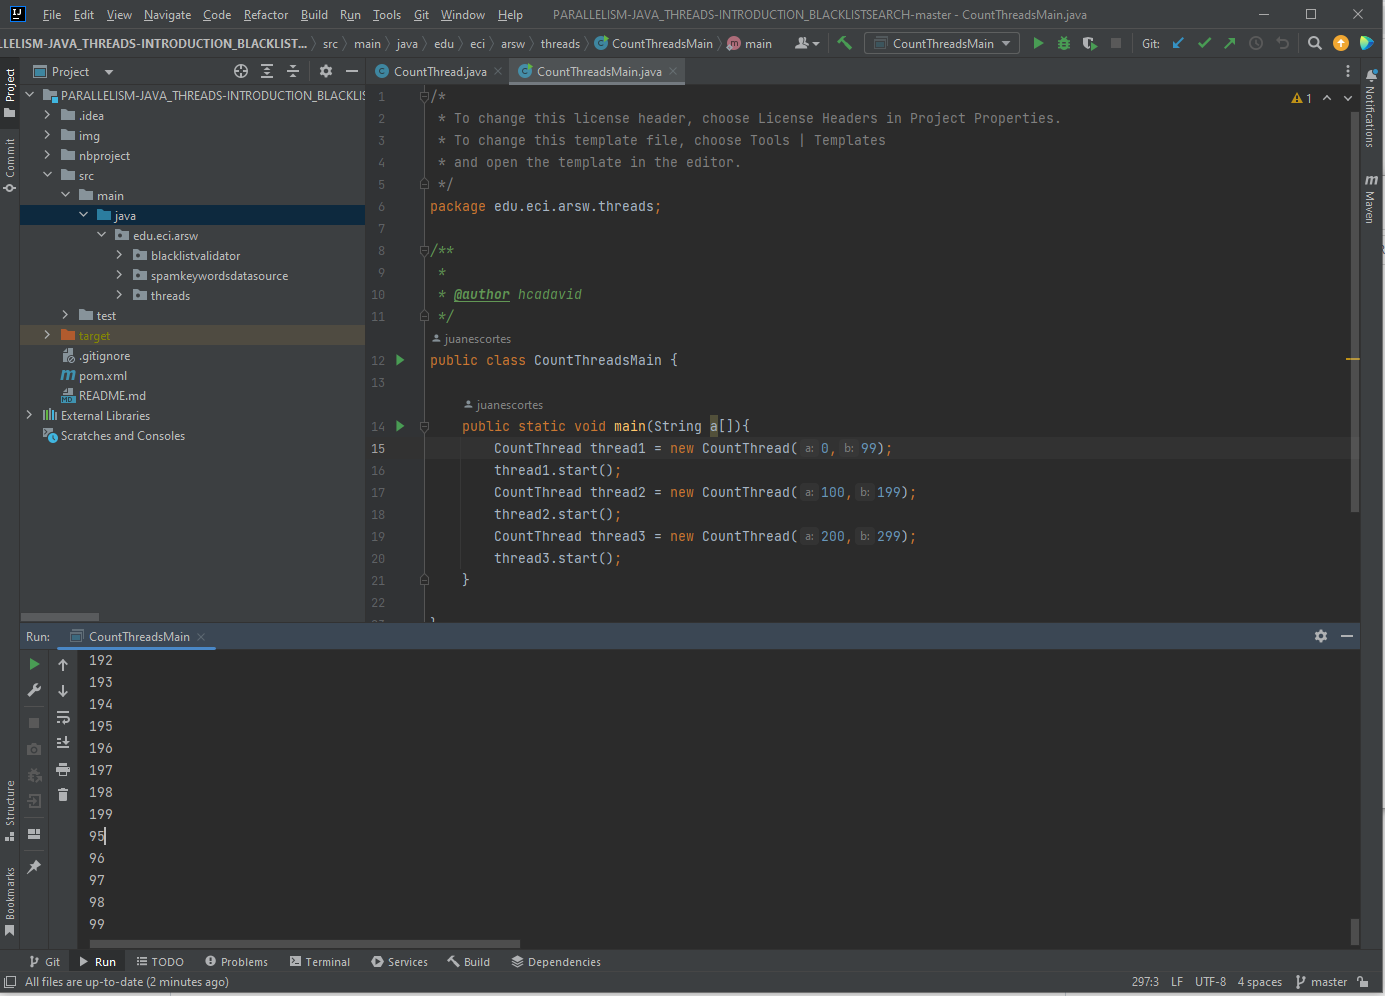 File Edit View Navigate Code Refactor Build Run Tools Git Window Help PARALLELISM-JAVA_THREADS-INTRODUCTION_BLACKLISTSEARCH-master - CountThreadsMain.java
LLELISM-JAVA_THREADS-INTRODUCTION_BLACKLIST... src main java edu eci arsw threads CountThreadsMain main CountThreadsMain Git:
Project CountThread.java CountThreadsMain.java
PARALLELISM-JAVA_THREADS-INTRODUCTION_BLACKLIS
.idea
img
nbproject
src
main
java
edu.eci.arsw
blacklistvalidator
spamkeywordsdatasource
threads
test
target
.gitignore
pom.xml
README.md
External Libraries
Scratches and Consoles
1 /*
2 * To change this license header, choose License Headers in Project Properties.
3 * To change this template file, choose Tools | Templates
4 * and open the template in the editor.
5 */
6 package edu.eci.arsw.threads;
7
8 /**
9 *
10 * @author hcadavid
11 */
juanescortes
12 public class CountThreadsMain {
13
juanescortes
14 public static void main(String a[]){
15 CountThread thread1 = new CountThread( a: 0, b: 99);
16 thread1.start();
17 CountThread thread2 = new CountThread( a: 100, b: 199);
18 thread2.start();
19 CountThread thread3 = new CountThread( a: 200, b: 299);
20 thread3.start();
21 }
22
1
Project
Commit
Structure
Bookmarks
Notifications
Maven
Run: CountThreadsMain
192
193
194
195
196
197
198
199
95
96
97
98
99
Git Run TODO Problems Terminal Services Build Dependencies
All files are up-to-date (2 minutes ago) 297:3 LF UTF-8 4 spaces master